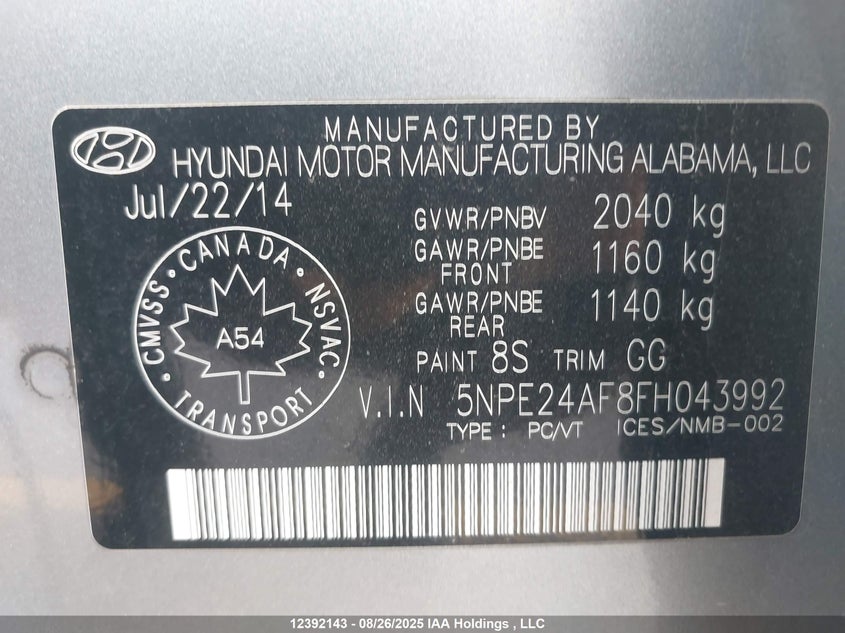 MANUFACTURED BY
HYUNDAI MOTOR MANUFACTURING ALABAMA, LLC
Jul/22/14
GVWR/PNBV 2040 kg
GAWR/PNBE FRONT 1160 kg
GAWR/PNBE REAR 1140 kg
PAINT 8S TRIM GG
V.I.N 5NPE24AF8FH043992
TYPE : PC/VT ICES/NMB-002
CMVSS · CANADA · NSVAC · TRANSPORT ·
A54
12392143 - 08/26/2025 IAA Holdings , LLC